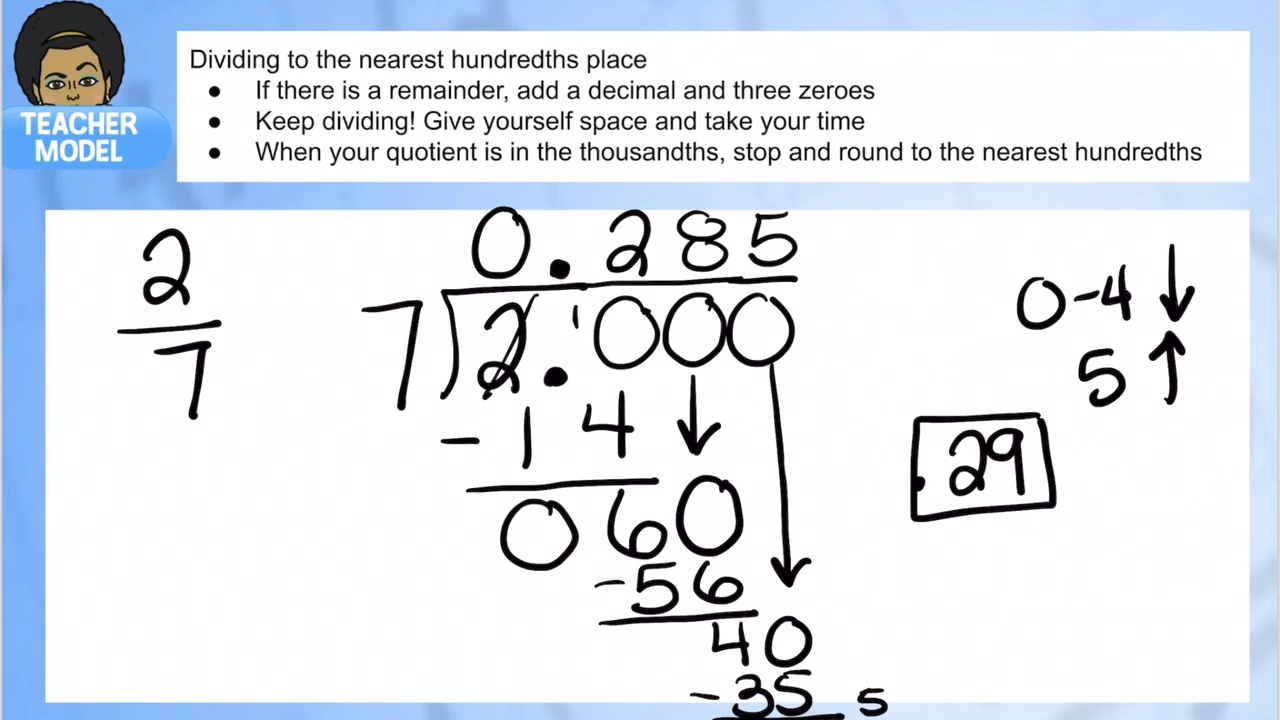 Dividing to the nearest hundredths place
● If there is a remainder, add a decimal and three zeroes
● Keep dividing! Give yourself space and take your time
● When your quotient is in the thousandths, stop and round to the nearest hundredths
TEACHER
MODEL
2
7
0.285
7)2.1000
-14
060
-56
40
-35 5
0-4↓
5↑
.29